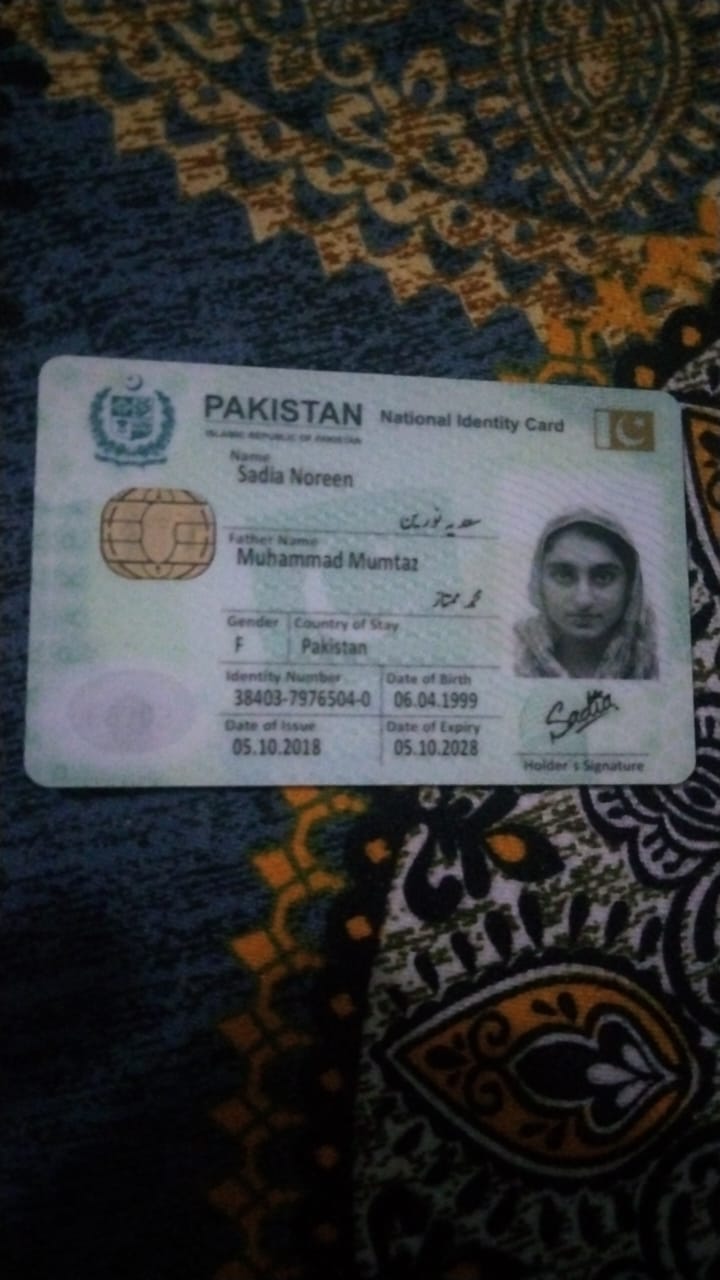 PAKISTAN National Identity Card
ISLAMIC REPUBLIC OF PAKISTAN
Name
Sadia Noreen
سعدیہ نورین
Father Name
Muhammad Mumtaz
محمد ممتاز
Gender Country of Stay
F Pakistan
Identity Number Date of Birth
38403-7976504-0 06.04.1999
Date of Issue Date of Expiry
05.10.2018 05.10.2028
Sadia
Holder's Signature